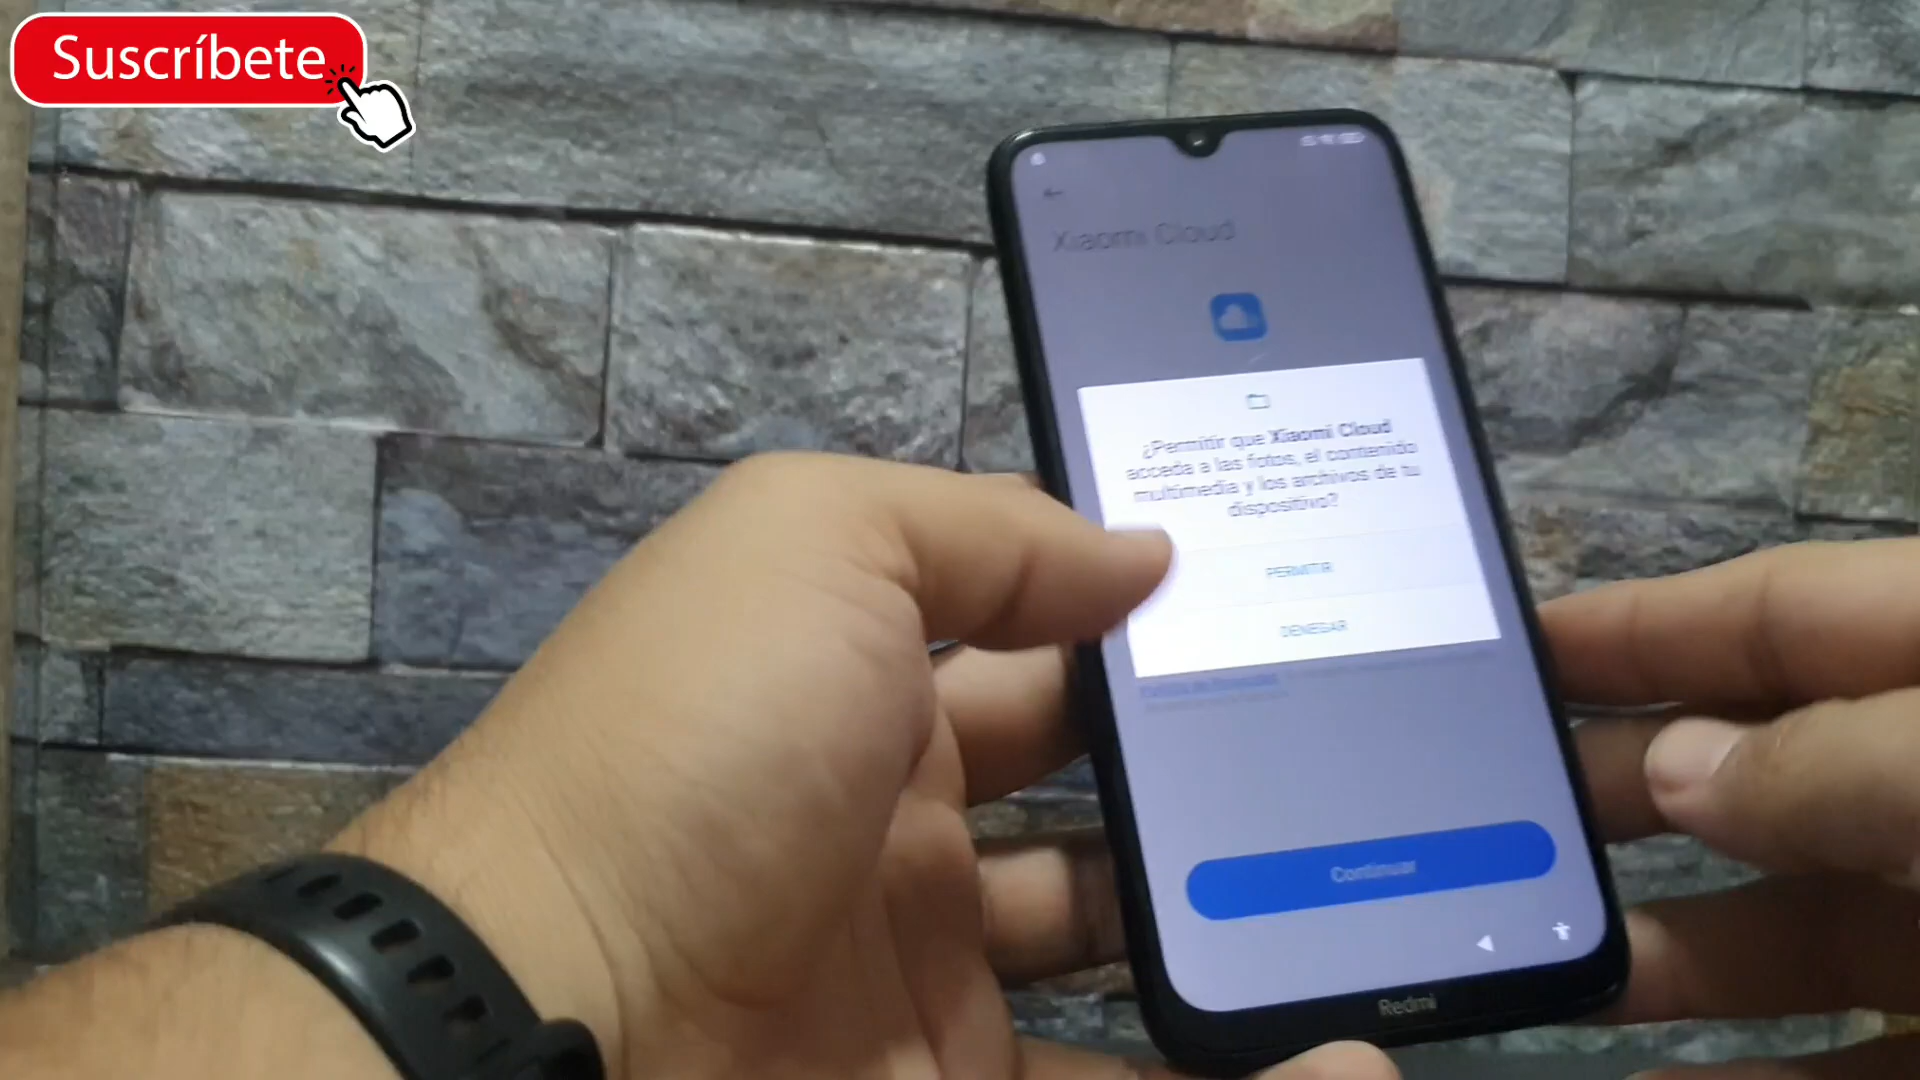 Suscríbete
Xiaomi Cloud
¿Permitir que Xiaomi Cloud
acceda a las fotos, el contenido
multimedia y los archivos de tu
dispositivo?
PERMITIR
DENEGAR
Continuar
Redmi